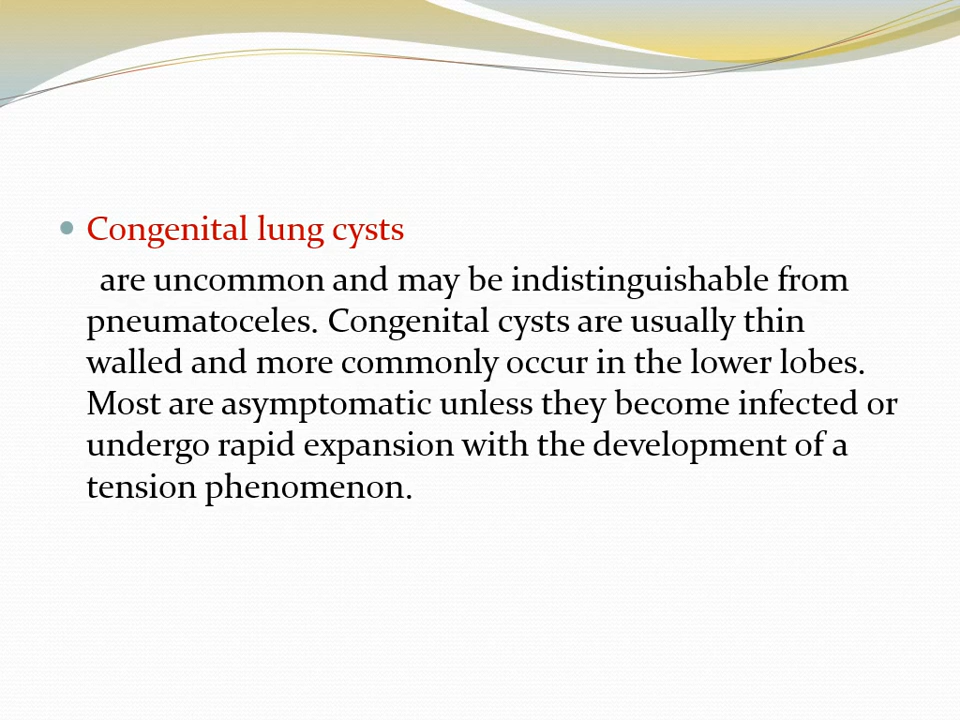 Congenital lung cysts
are uncommon and may be indistinguishable from
pneumatoceles. Congenital cysts are usually thin
walled and more commonly occur in the lower lobes.
Most are asymptomatic unless they become infected or
undergo rapid expansion with the development of a
tension phenomenon.